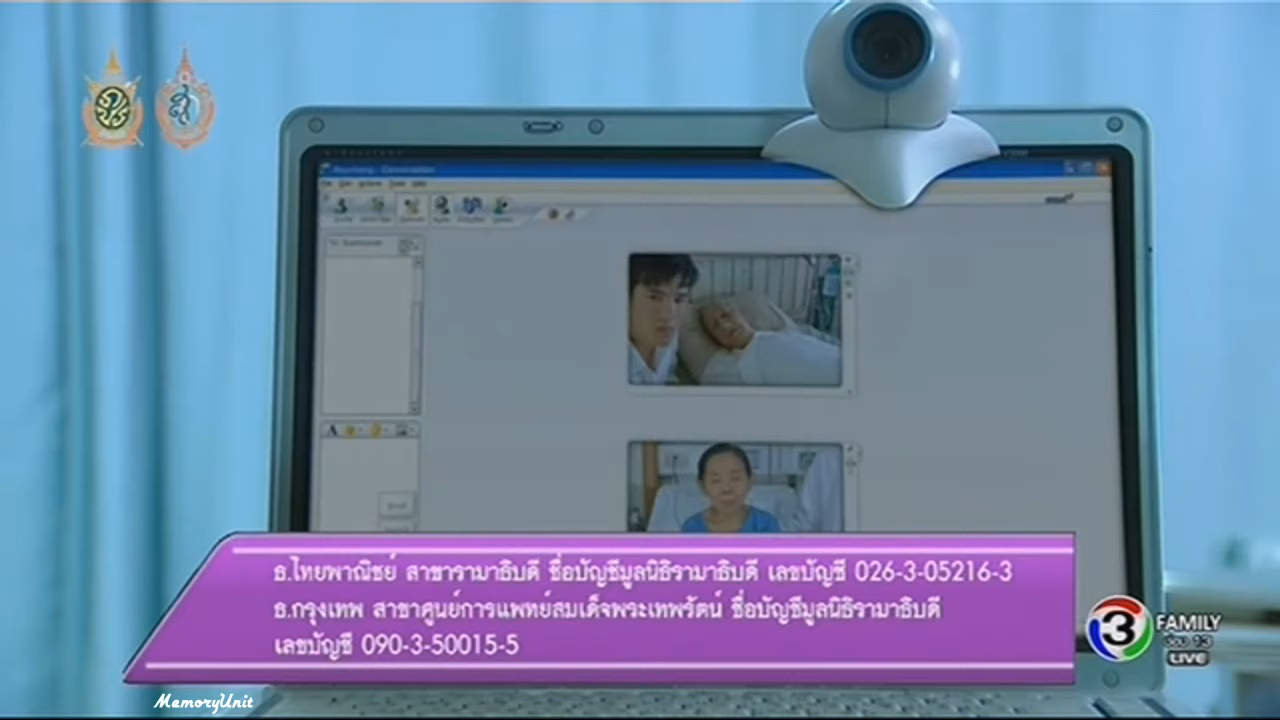 ธ.ไทยพาณิชย์ สาขารามาธิบดี ชื่อบัญชีมูลนิธิรามาธิบดี เลขบัญชี 026-3-05216-3
ธ.กรุงเทพ สาขาศูนย์การแพทย์สมเด็จพระเทพรัตน์ ชื่อบัญชีมูลนิธิรามาธิบดี
เลขบัญชี 090-3-50015-5
3 FAMILY
ช่อง 13
LIVE
MemoryUnit